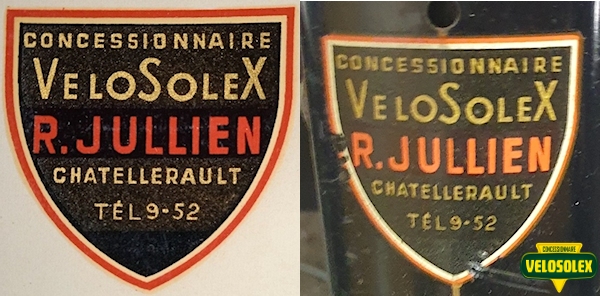 CONCESSIONNAIRE
VELOSOLEX
R. JULLIEN
CHATELLERAULT
TÉL 9-52
CONCESSIONNAIRE
VELOSOLEX
R. JULLIEN
CHATELLERAULT
TÉL 9-52
CONCESSIONNAIRE
VELOSOLEX